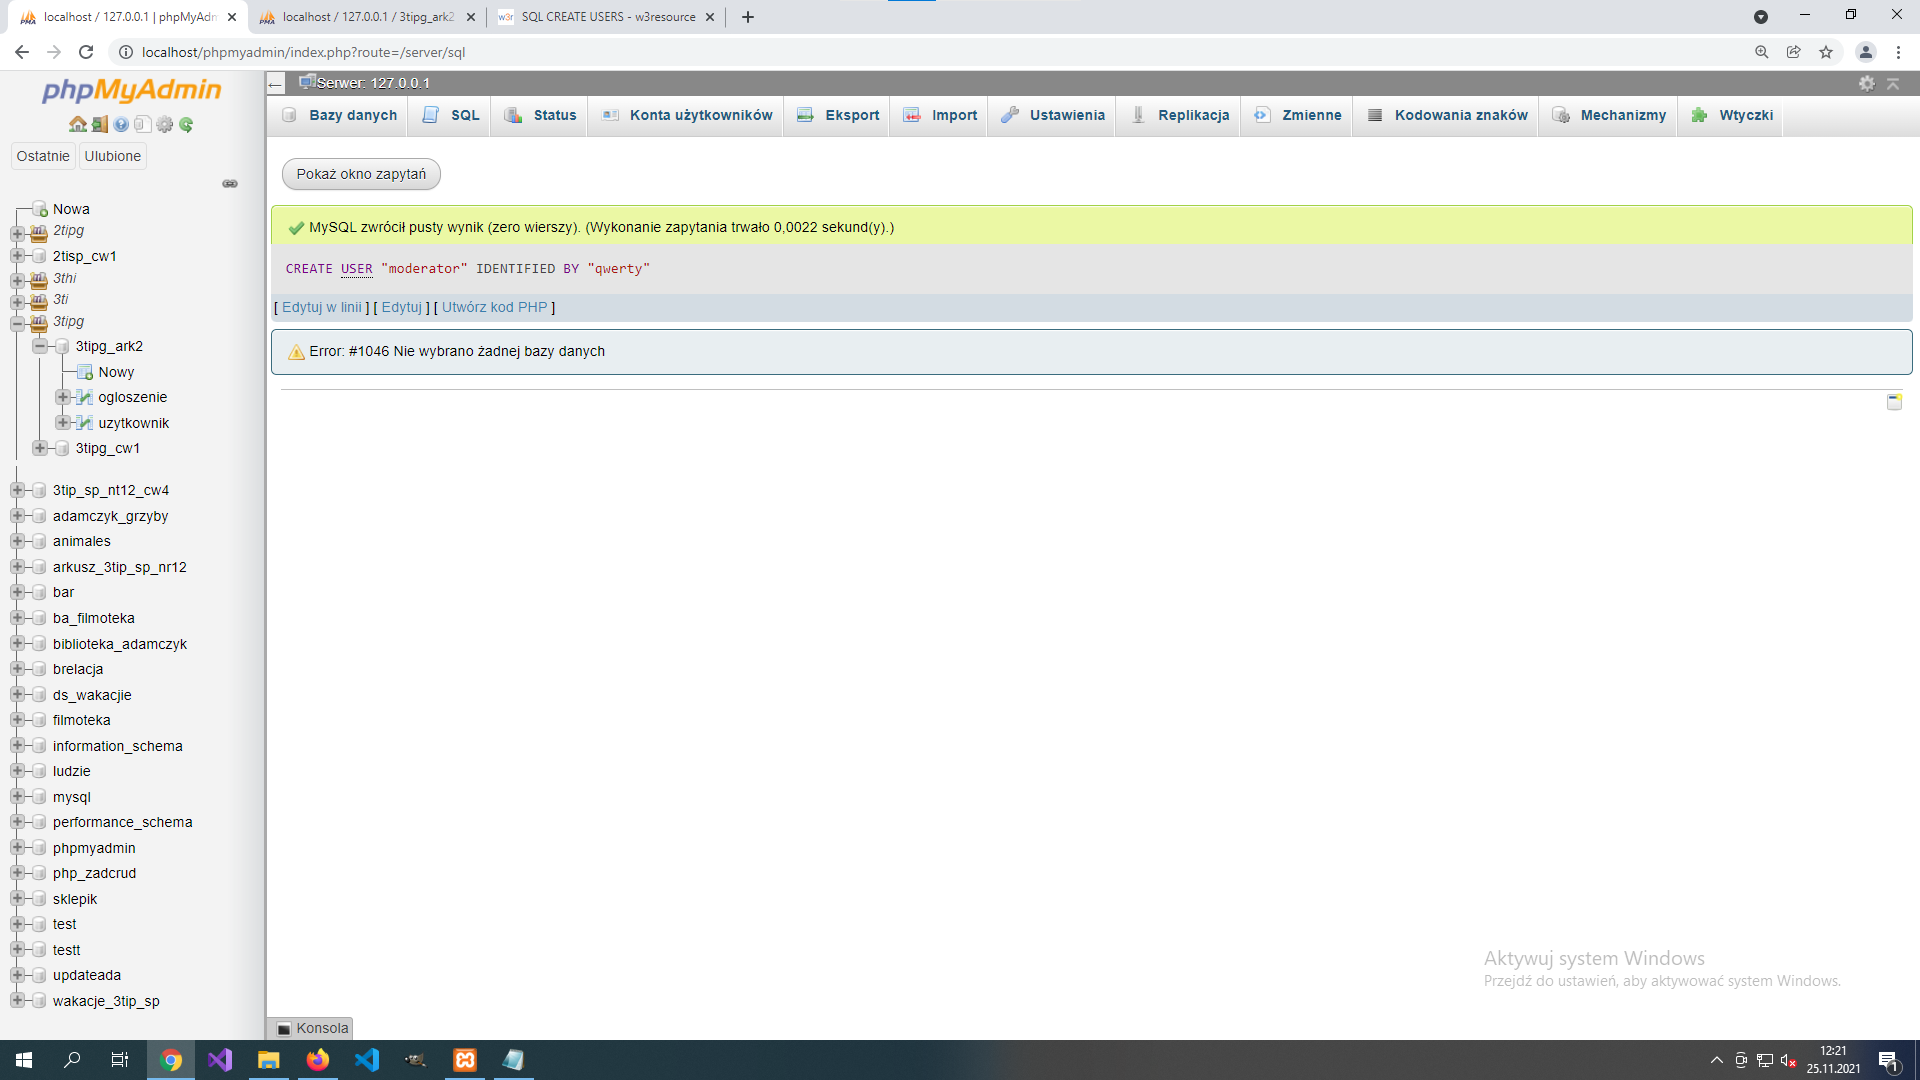 localhost / 127.0.0.1 | phpMyAdm
localhost / 127.0.0.1 / 3tipg_ark2
w3r SQL CREATE USERS - w3resource
localhost/phpmyadmin/index.php?route=/server/sql
phpMyAdmin
Ostatnie Ulubione
Nowa
2tipg
2tisp_cw1
3thi
3ti
3tipg
3tipg_ark2
Nowy
ogloszenie
uzytkownik
3tipg_cw1
3tip_sp_nt12_cw4
adamczyk_grzyby
animales
arkusz_3tip_sp_nr12
bar
ba_filmoteka
biblioteka_adamczyk
brelacja
ds_wakacjie
filmoteka
information_schema
ludzie
mysql
performance_schema
phpmyadmin
php_zadcrud
sklepik
test
testt
updateada
wakacje_3tip_sp
Serwer: 127.0.0.1
Bazy danych SQL Status Konta użytkowników Eksport Import Ustawienia Replikacja Zmienne Kodowania znaków Mechanizmy Wtyczki
Pokaż okno zapytań
MySQL zwrócił pusty wynik (zero wierszy). (Wykonanie zapytania trwało 0,0022 sekund(y).)
CREATE USER "moderator" IDENTIFIED BY "qwerty"
[ Edytuj w linii ] [ Edytuj ] [ Utwórz kod PHP ]
Error: #1046 Nie wybrano żadnej bazy danych
Aktywuj system Windows
Przejdź do ustawień, aby aktywować system Windows.
Konsola
12:21
25.11.2021
1